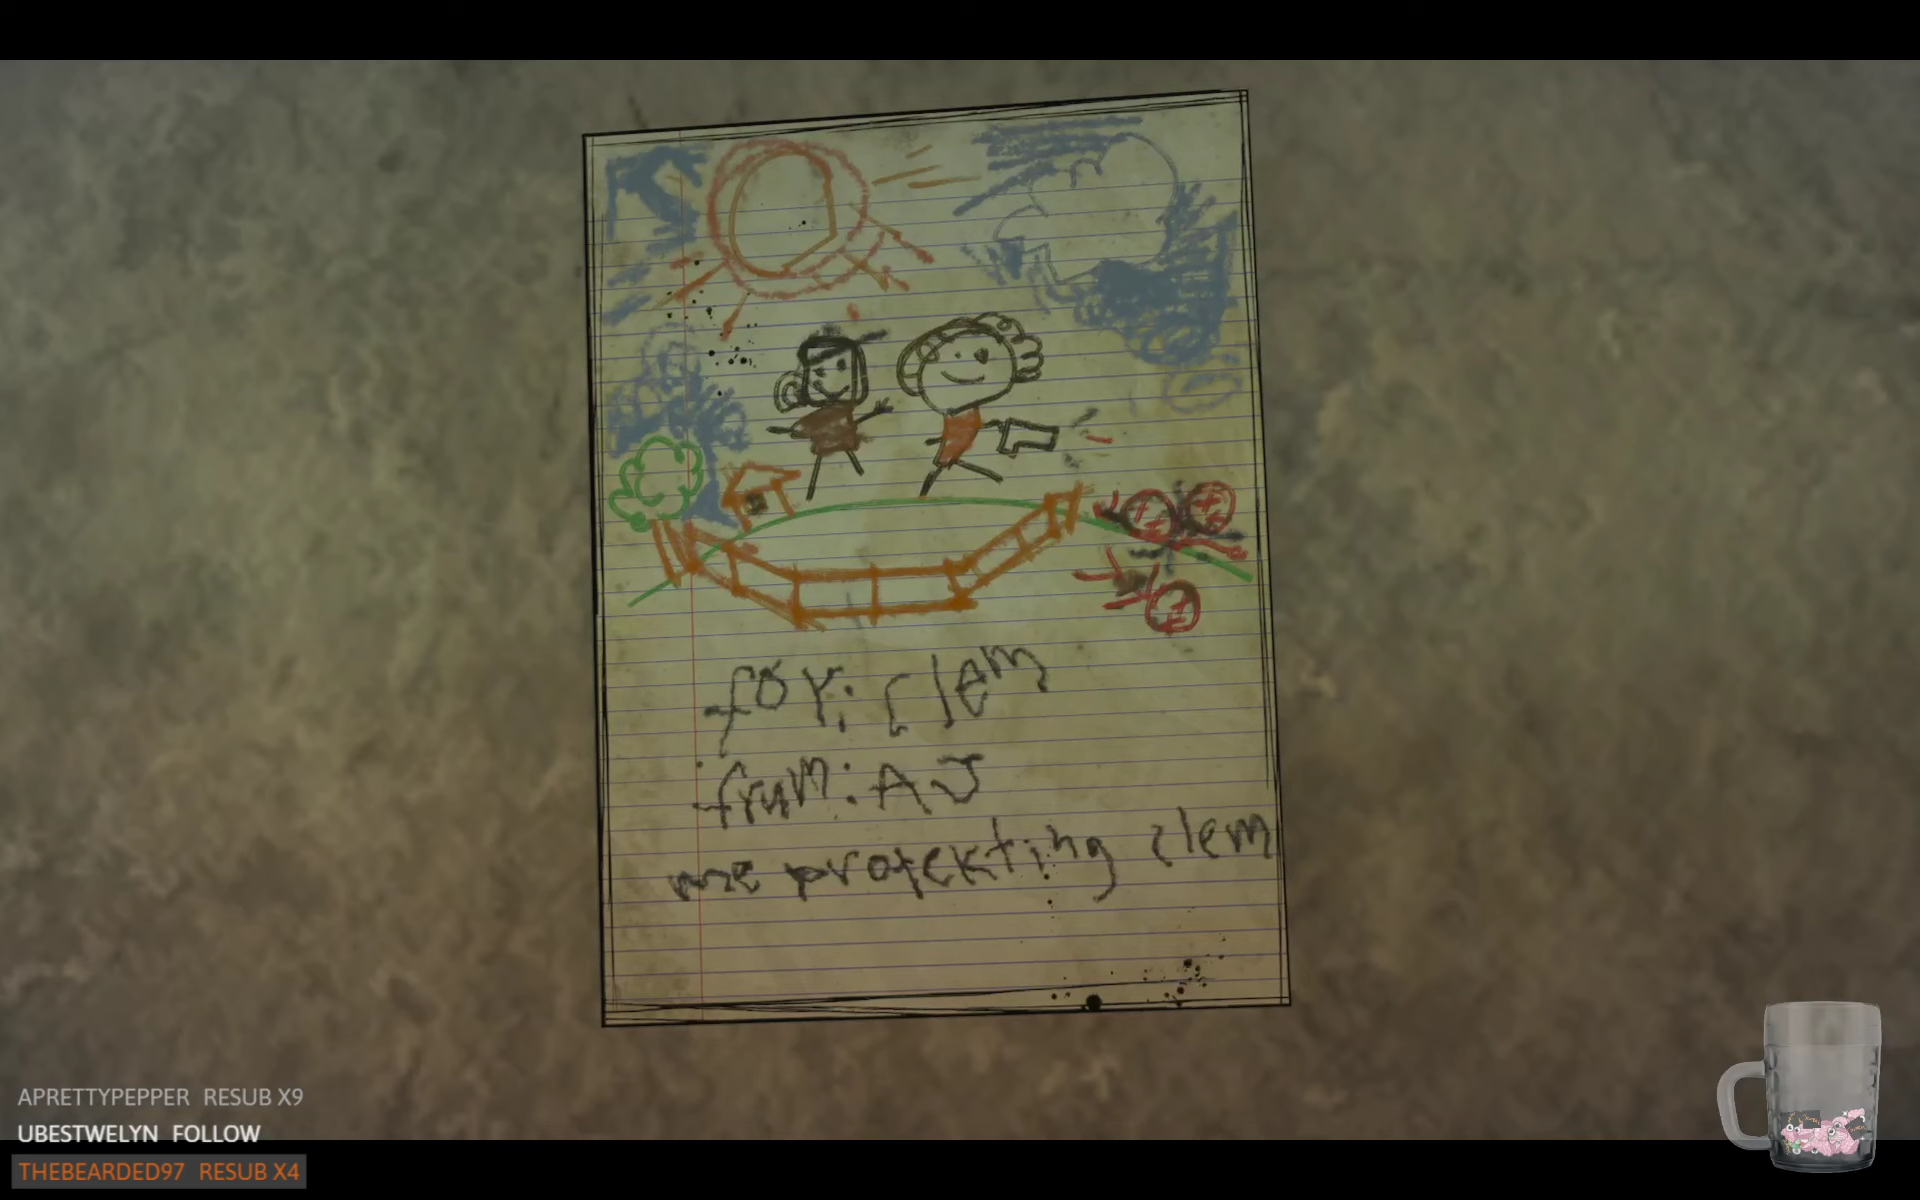 for: clem
frum: AJ
me protekting clem
APRETTYPEPPER RESUB X9
UBESTWELYN FOLLOW
THEBEARDED97 RESUB X4